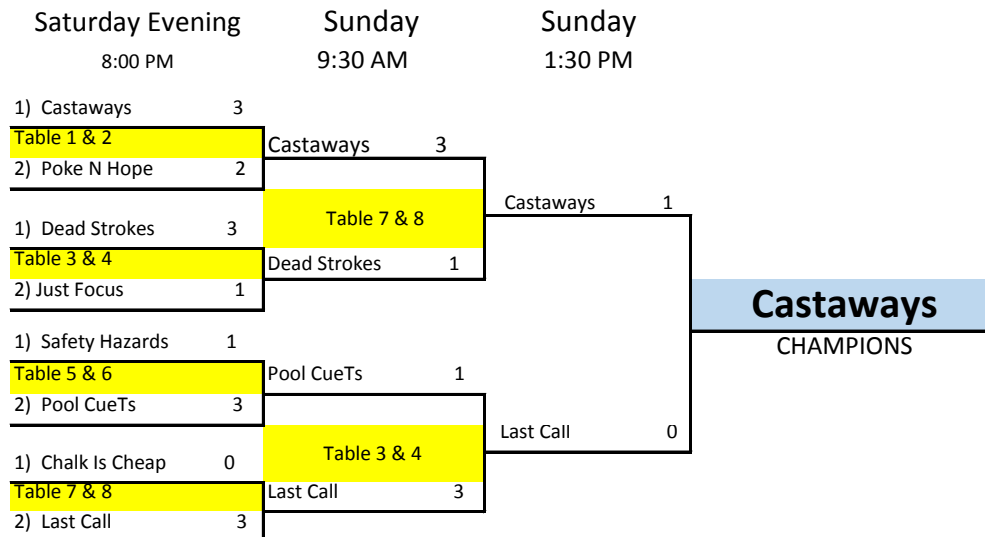 Saturday Evening Sunday Sunday
8:00 PM 9:30 AM 1:30 PM
1) Castaways 3
Table 1 & 2
Castaways 3
2) Poke N Hope 2
Castaways 1
Table 7 & 8
1) Dead Strokes 3
Table 3 & 4
Dead Strokes 1
2) Just Focus 1
Castaways
CHAMPIONS
1) Safety Hazards 1
Table 5 & 6
Pool CueTs 1
2) Pool CueTs 3
Last Call 0
Table 3 & 4
1) Chalk Is Cheap 0
Table 7 & 8
Last Call 3
2) Last Call 3